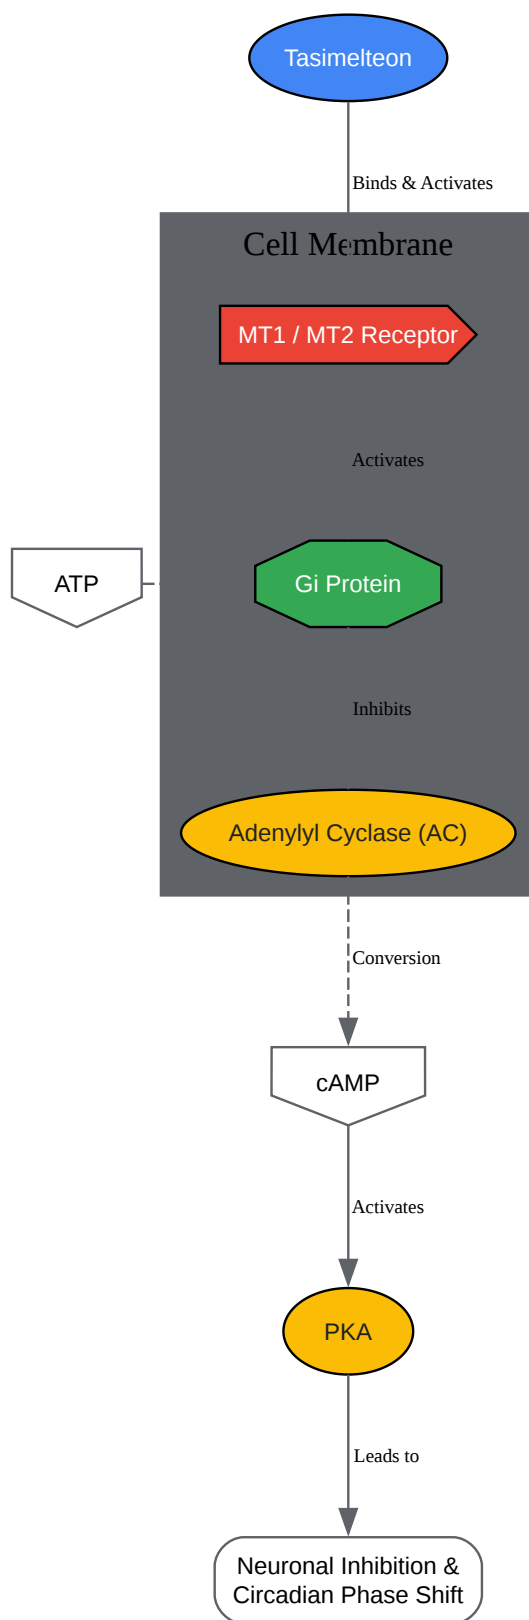 Tasimelteon
Binds & Activates
Cell Membrane
MT1 / MT2 Receptor
Activates
ATP
Gi Protein
Inhibits
Adenylyl Cyclase (AC)
Conversion
cAMP
Activates
PKA
Leads to
Neuronal Inhibition &
Circadian Phase Shift